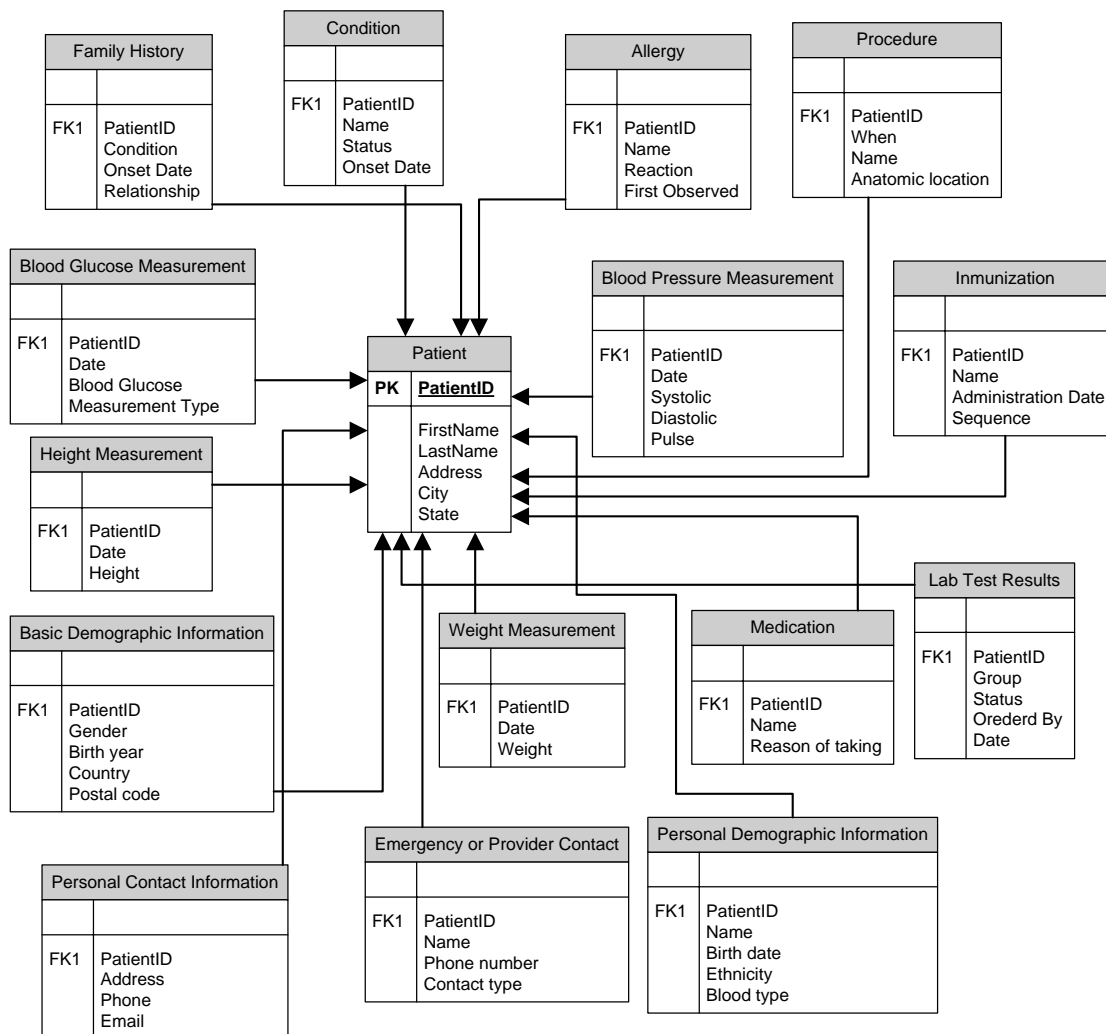 Family History
FK1 PatientID
Condition
Onset Date
Relationship
Condition
FK1 PatientID
Name
Status
Onset Date
Allergy
FK1 PatientID
Name
Reaction
First Observed
Procedure
FK1 PatientID
When
Name
Anatomic location
Blood Glucose Measurement
FK1 PatientID
Date
Blood Glucose
Measurement Type
Patient
PK PatientID
FirstName
LastName
Address
City
State
Blood Pressure Measurement
FK1 PatientID
Date
Systolic
Diastolic
Pulse
Inmunization
FK1 PatientID
Name
Administration Date
Sequence
Height Measurement
FK1 PatientID
Date
Height
Basic Demographic Information
FK1 PatientID
Gender
Birth year
Country
Postal code
Weight Measurement
FK1 PatientID
Date
Weight
Medication
FK1 PatientID
Name
Reason of taking
Lab Test Results
FK1 PatientID
Group
Status
Orederd By
Date
Personal Contact Information
FK1 PatientID
Address
Phone
Email
Emergency or Provider Contact
FK1 PatientID
Name
Phone number
Contact type
Personal Demographic Information
FK1 PatientID
Name
Birth date
Ethnicity
Blood type